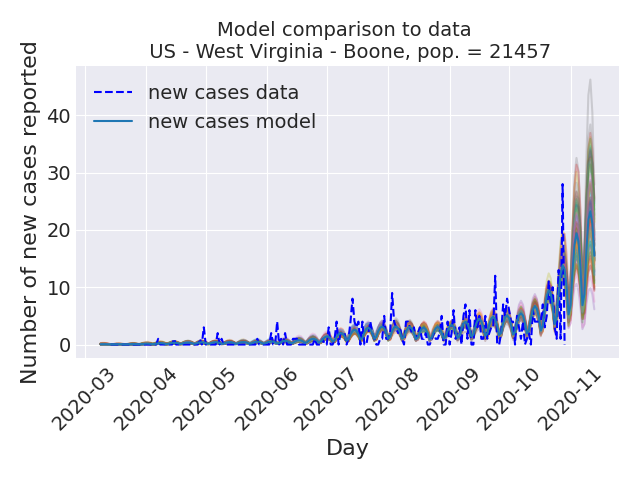 Model comparison to data
US - West Virginia - Boone, pop. = 21457
Number of new cases reported
new cases data
new cases model
40
30
20
10
0
2020-03
2020-04
2020-05
2020-06
2020-07
2020-08
2020-09
2020-10
2020-11
Day